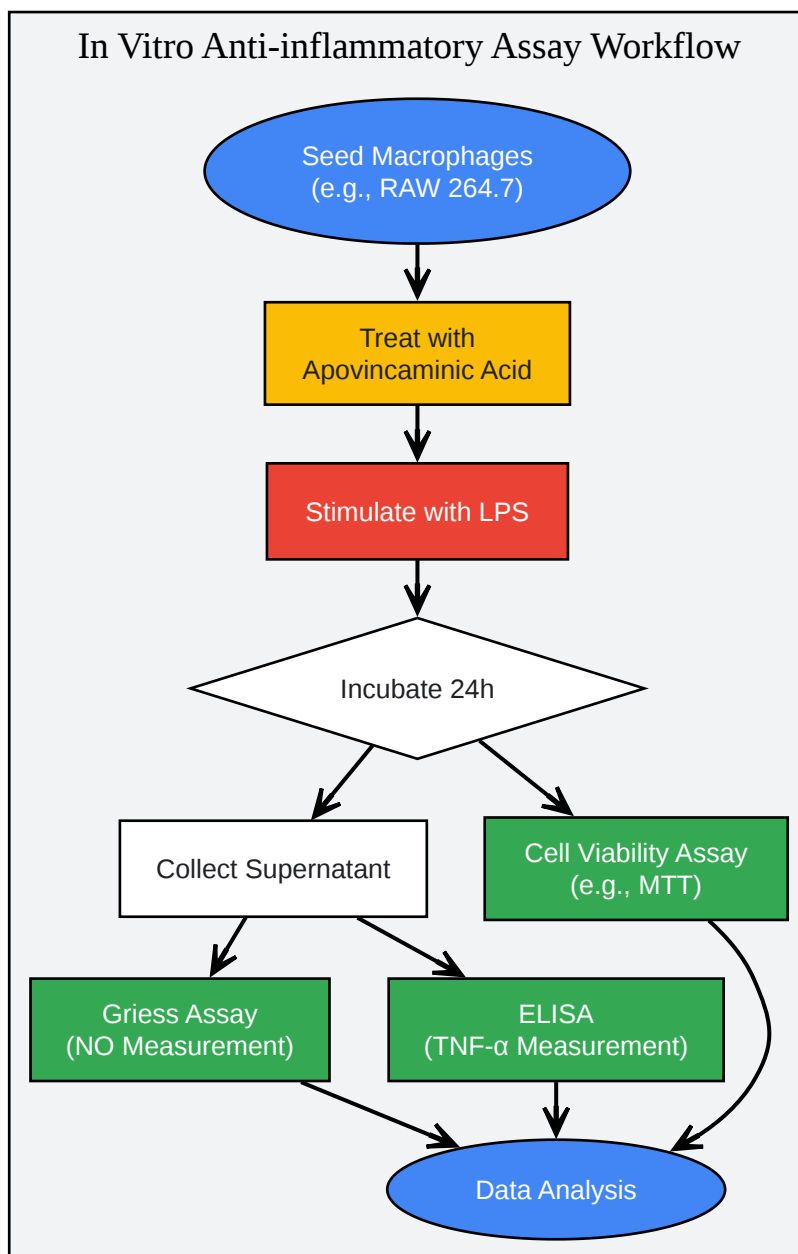 In Vitro Anti-inflammatory Assay Workflow
Seed Macrophages
(e.g., RAW 264.7)
Treat with
Apovincaminic Acid
Stimulate with LPS
Incubate 24h
Collect Supernatant
Cell Viability Assay
(e.g., MTT)
Griess Assay
(NO Measurement)
ELISA
(TNF-α Measurement)
Data Analysis